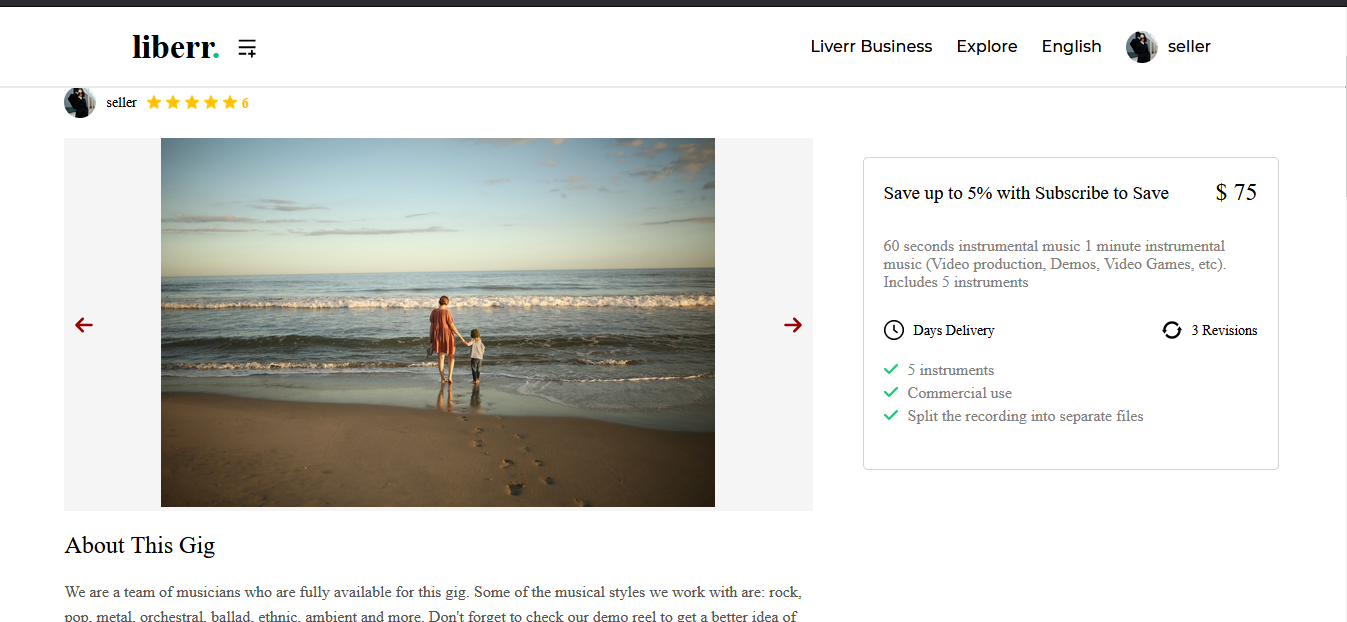 liberr.
Liverr Business Explore English seller
seller 6
Save up to 5% with Subscribe to Save $ 75
60 seconds instrumental music 1 minute instrumental
music (Video production, Demos, Video Games, etc).
Includes 5 instruments
Days Delivery 3 Revisions
5 instruments
Commercial use
Split the recording into separate files
About This Gig
We are a team of musicians who are fully available for this gig. Some of the musical styles we work with are: rock,
pop, metal, orchestral, ballad, ethnic, ambient and more. Don't forget to check our demo reel to get a better idea of